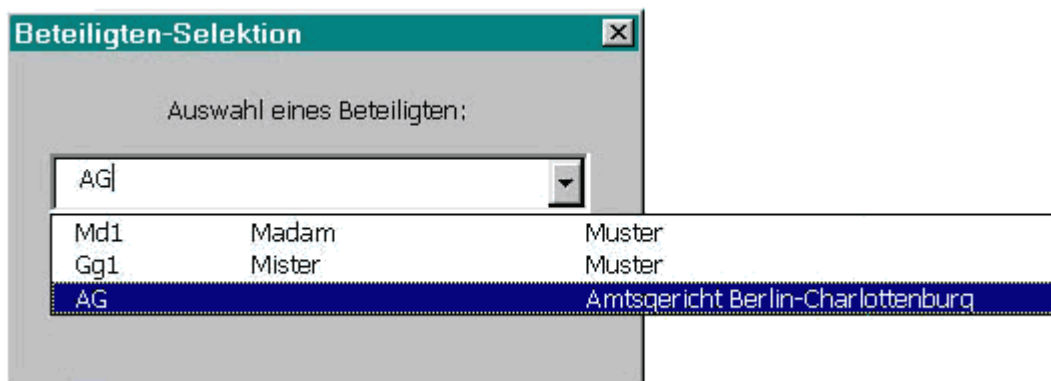 Beteiligten-Selektion
Auswahl eines Beteiligten:
AG
Md1 Madam Muster
Gg1 Mister Muster
AG Amtsgericht Berlin-Charlottenburg